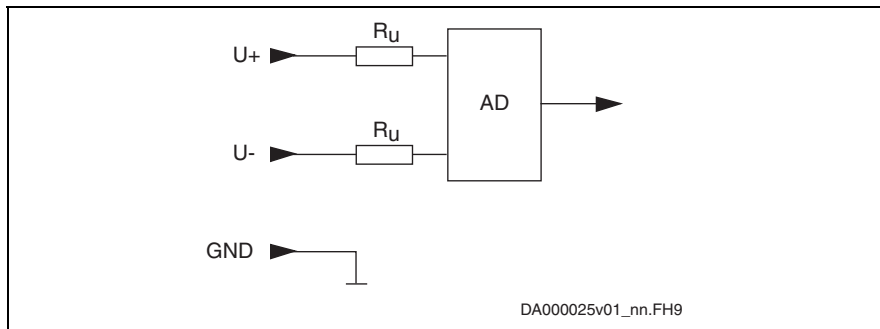 Ru
U+
AD
Ru
U-
GND
DA000025v01_nn.FH9